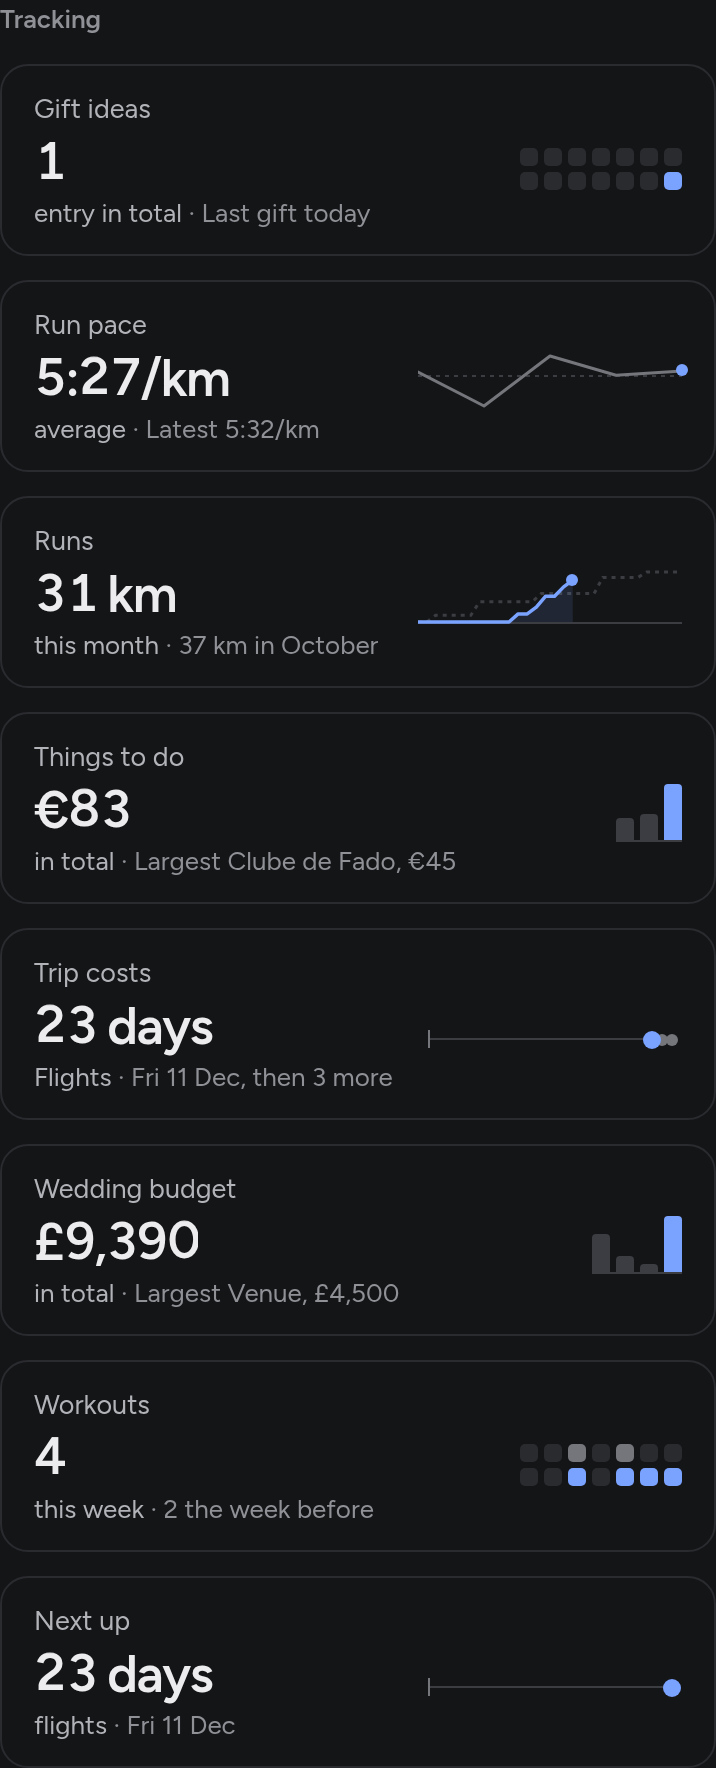 Tracking
Gift ideas
1
entry in total · Last gift today
Run pace
5:27/km
average · Latest 5:32/km
Runs
31 km
this month · 37 km in October
Things to do
€83
in total · Largest Clube de Fado, €45
Trip costs
23 days
Flights · Fri 11 Dec, then 3 more
Wedding budget
£9,390
in total · Largest Venue, £4,500
Workouts
4
this week · 2 the week before
Next up
23 days
flights · Fri 11 Dec